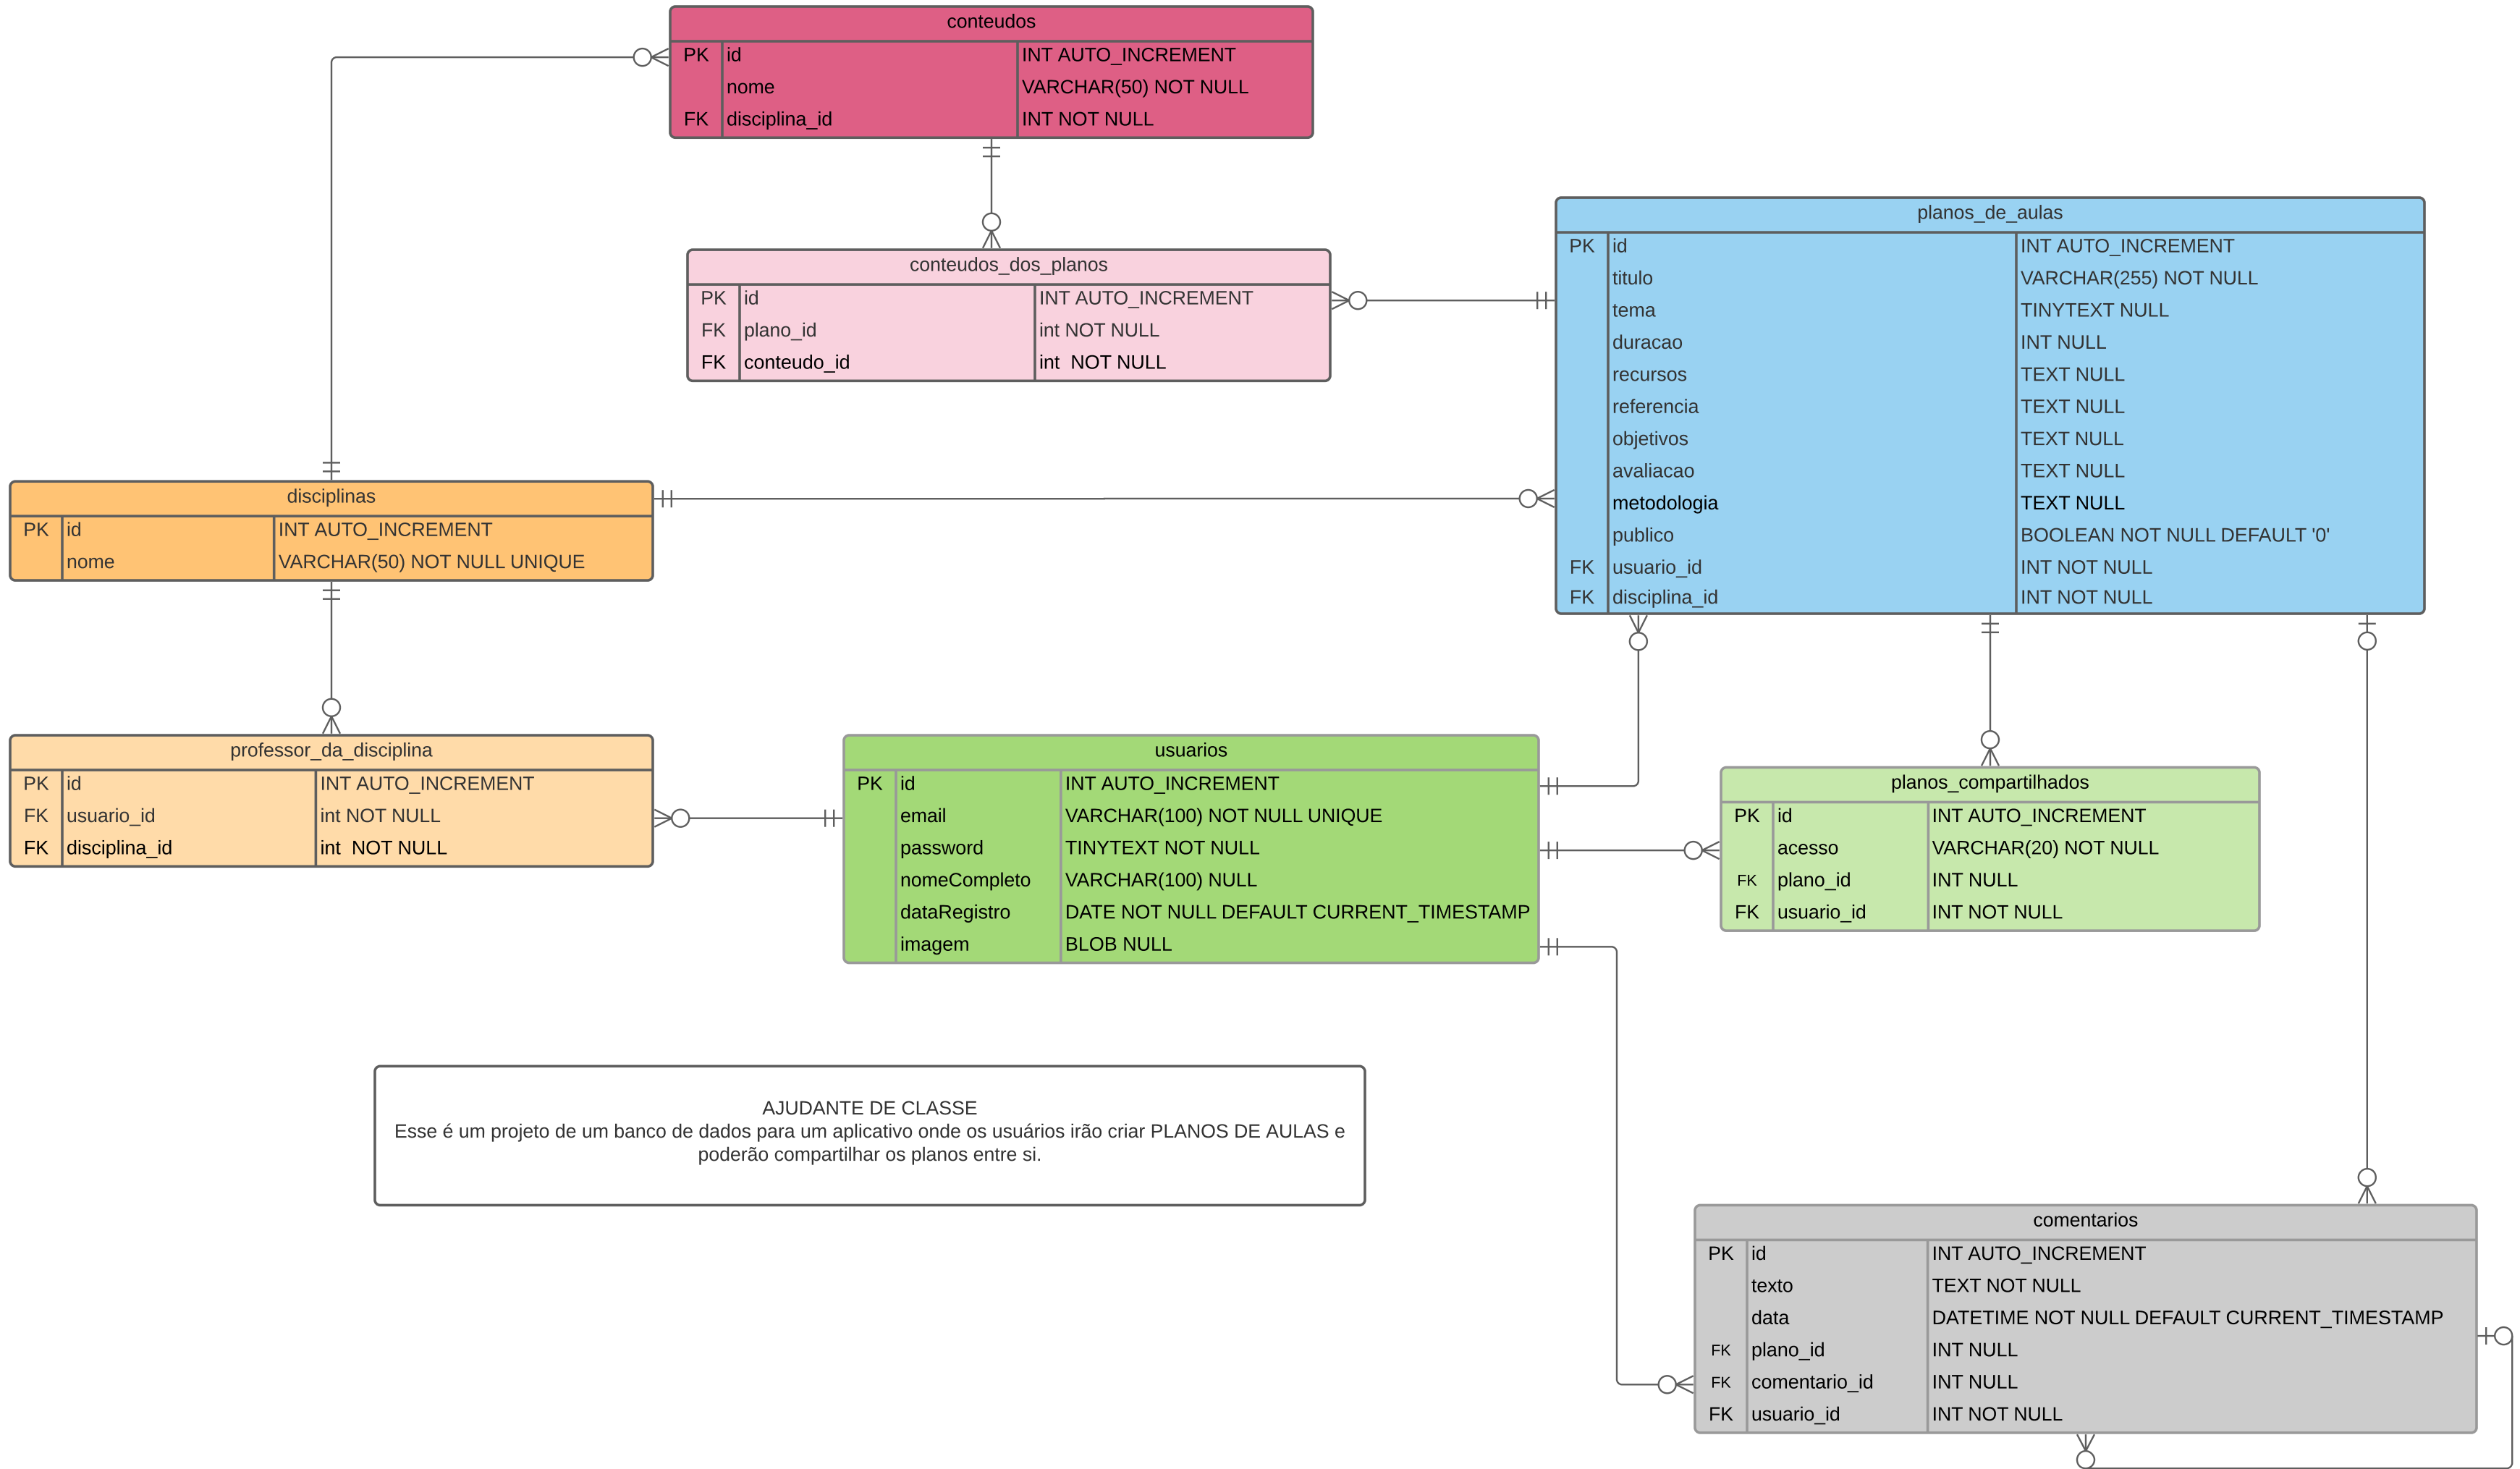 conteudos
PK id INT AUTO_INCREMENT
nome VARCHAR(50) NOT NULL
FK disciplina_id INT NOT NULL
conteudos_dos_planos
PK id INT AUTO_INCREMENT
FK plano_id int NOT NULL
FK conteudo_id int  NOT NULL
planos_de_aulas
PK id INT AUTO_INCREMENT
titulo VARCHAR(255) NOT NULL
tema TINYTEXT NULL
duracao INT NULL
recursos TEXT NULL
referencia TEXT NULL
objetivos TEXT NULL
avaliacao TEXT NULL
metodologia TEXT NULL
publico BOOLEAN NOT NULL DEFAULT '0'
FK usuario_id INT NOT NULL
FK disciplina_id INT NOT NULL
disciplinas
PK id INT AUTO_INCREMENT
nome VARCHAR(50) NOT NULL UNIQUE
professor_da_disciplina
PK id INT AUTO_INCREMENT
FK usuario_id int NOT NULL
FK disciplina_id int  NOT NULL
usuarios
PK id INT AUTO_INCREMENT
email VARCHAR(100) NOT NULL UNIQUE
password TINYTEXT NOT NULL
nomeCompleto VARCHAR(100) NULL
dataRegistro DATE NOT NULL DEFAULT CURRENT_TIMESTAMP
imagem BLOB NULL
planos_compartilhados
PK id INT AUTO_INCREMENT
acesso VARCHAR(20) NOT NULL
FK plano_id INT NULL
FK usuario_id INT NOT NULL
AJUDANTE DE CLASSE
Esse é um projeto de um banco de dados para um aplicativo onde os usuários irão criar PLANOS DE AULAS e
poderão compartilhar os planos entre si.
comentarios
PK id INT AUTO_INCREMENT
texto TEXT NOT NULL
data DATETIME NOT NULL DEFAULT CURRENT_TIMESTAMP
FK plano_id INT NULL
FK comentario_id INT NULL
FK usuario_id INT NOT NULL